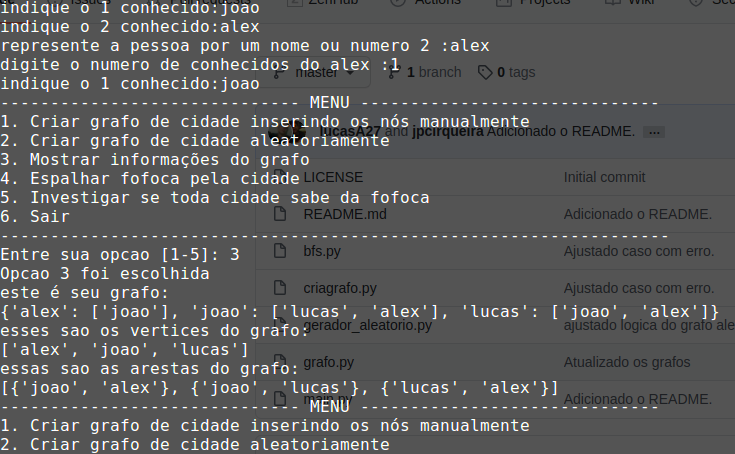 indique o 1 conhecido:joao
indique o 2 conhecido:alex
represente a pessoa por um nome ou numero 2 :alex
digite o numero de conhecidos do alex :1
indique o 1 conhecido:joao
------------------------------- MENU ------------------------------
1. Criar grafo de cidade inserindo os nós manualmente
2. Criar grafo de cidade aleatoriamente
3. Mostrar informações do grafo
4. Espalhar fofoca pela cidade
5. Investigar se toda cidade sabe da fofoca
6. Sair
-------------------------------------------------------------------
Entre sua opcao [1-5]: 3
Opcao 3 foi escolhida
este é seu grafo:
{'alex': ['joao'], 'joao': ['lucas', 'alex'], 'lucas': ['joao', 'alex']}
esses sao os vertices do grafo:
['alex', 'joao', 'lucas']
essas sao as arestas do grafo:
[{'joao', 'alex'}, {'joao', 'lucas'}, {'lucas', 'alex'}]
------------------------------- MENU ------------------------------
1. Criar grafo de cidade inserindo os nós manualmente
2. Criar grafo de cidade aleatoriamente
ZenHub Actions Projects Wiki
master 1 branch 0 tags
lucasA27 and jpcirqueira Adicionado o README. ...
LICENSE Initial commit
README.md Adicionado o README.
bfs.py Ajustado caso com erro.
criagrafo.py Ajustado caso com erro.
gerador_aleatorio.py ajustado logica do grafo ale
grafo.py Atualizado os grafos
main.py Adicionado o README.